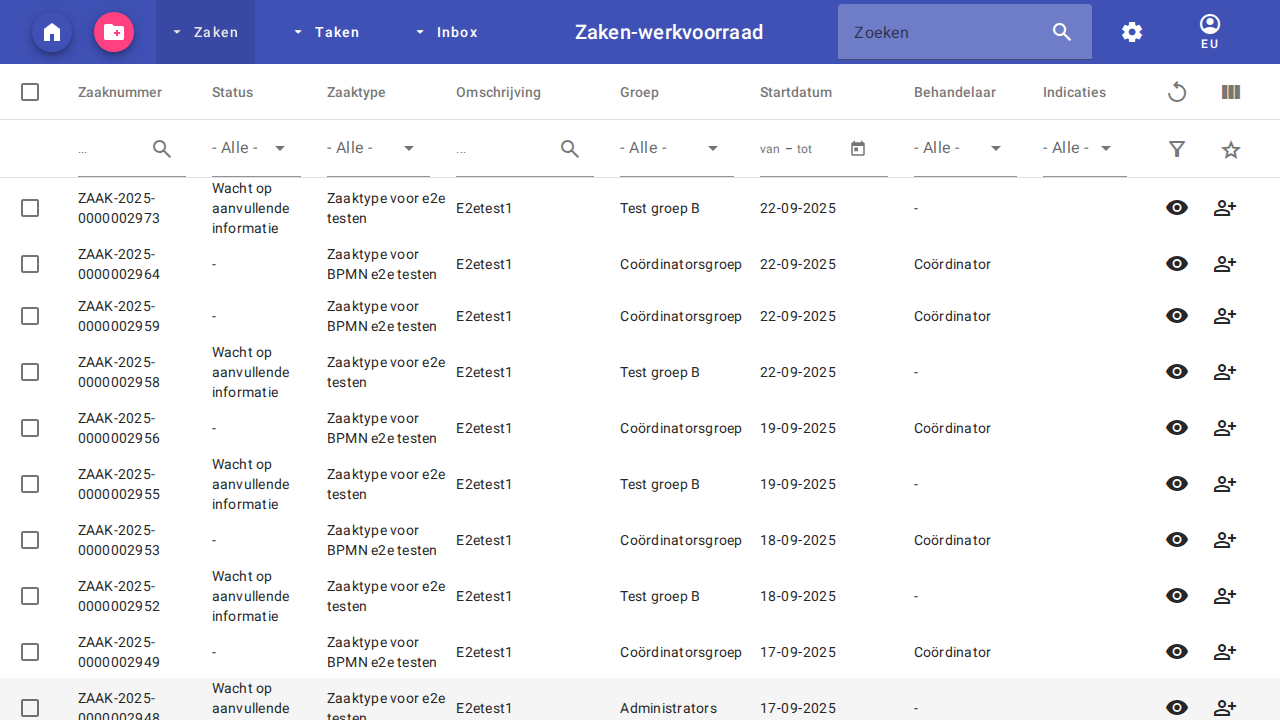 Zaken Taken Inbox Zaken-werkvoorraad Zoeken EU
Zaaknummer Status Zaaktype Omschrijving Groep Startdatum Behandelaar Indicaties
... - Alle - - Alle - ... - Alle - van – tot - Alle - - Alle -
ZAAK-2025-
0000002973
Wacht op
aanvullende
informatie
Zaaktype voor e2e
testen
E2etest1
Test groep B
22-09-2025
-
ZAAK-2025-
0000002964
-
Zaaktype voor
BPMN e2e testen
E2etest1
Coördinatorsgroep
22-09-2025
Coördinator
ZAAK-2025-
0000002959
-
Zaaktype voor
BPMN e2e testen
E2etest1
Coördinatorsgroep
22-09-2025
Coördinator
ZAAK-2025-
0000002958
Wacht op
aanvullende
informatie
Zaaktype voor e2e
testen
E2etest1
Test groep B
22-09-2025
-
ZAAK-2025-
0000002956
-
Zaaktype voor
BPMN e2e testen
E2etest1
Coördinatorsgroep
19-09-2025
Coördinator
ZAAK-2025-
0000002955
Wacht op
aanvullende
informatie
Zaaktype voor e2e
testen
E2etest1
Test groep B
19-09-2025
-
ZAAK-2025-
0000002953
-
Zaaktype voor
BPMN e2e testen
E2etest1
Coördinatorsgroep
18-09-2025
Coördinator
ZAAK-2025-
0000002952
Wacht op
aanvullende
informatie
Zaaktype voor e2e
testen
E2etest1
Test groep B
18-09-2025
-
ZAAK-2025-
0000002949
-
Zaaktype voor
BPMN e2e testen
E2etest1
Coördinatorsgroep
17-09-2025
Coördinator
ZAAK-2025-
0000002948
Wacht op
aanvullende
Zaaktype voor e2e
testen
E2etest1
Administrators
17-09-2025
-